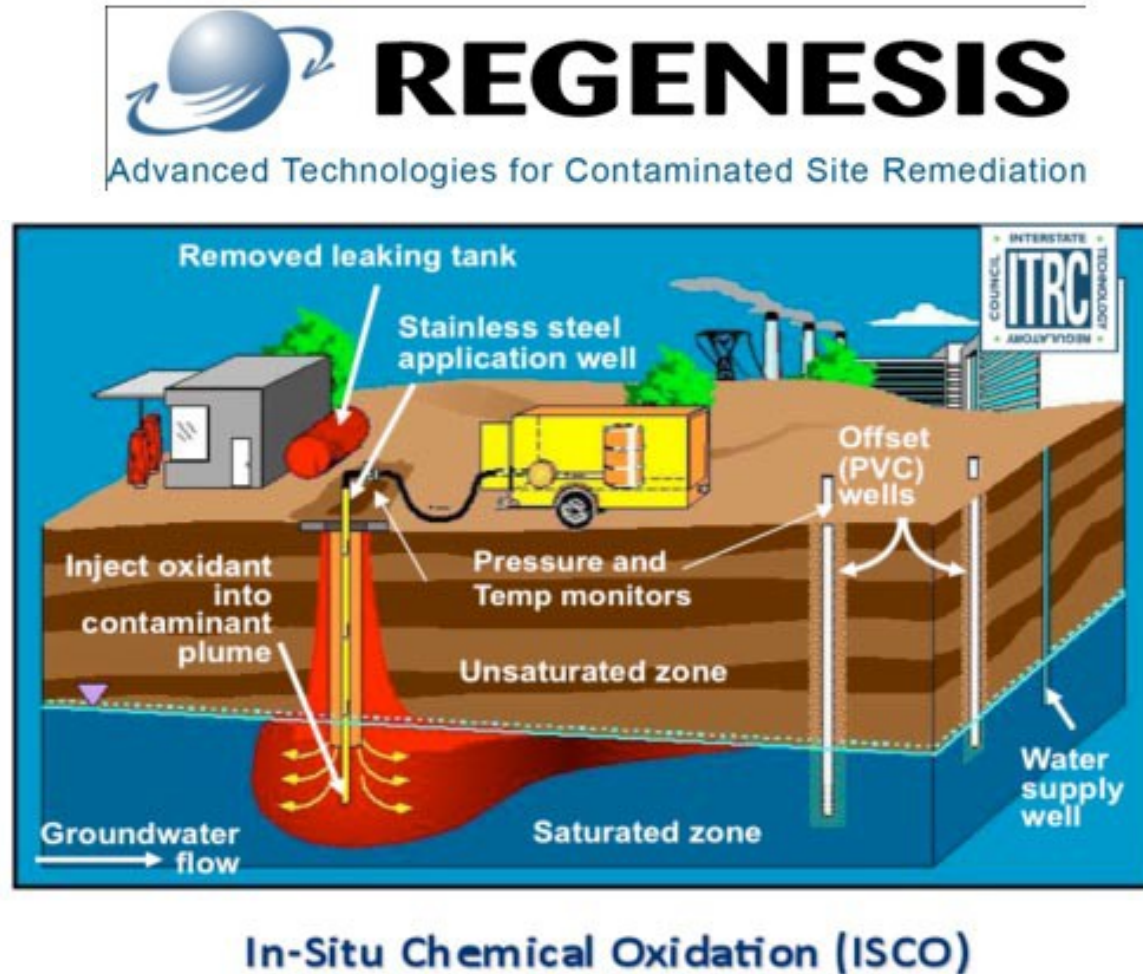 REGENESIS
Advanced Technologies for Contaminated Site Remediation
INTERSTATE
COUNCIL
ITRC
TECHNOLOGY
REGULATORY
Removed leaking tank
Stainless steel
application well
Offset
(PVC)
wells
Inject oxidant
into
contaminant
plume
Pressure and
Temp monitors
Unsaturated zone
Water
supply
well
Groundwater
flow
Saturated zone
In-Situ Chemical Oxidation (ISCO)